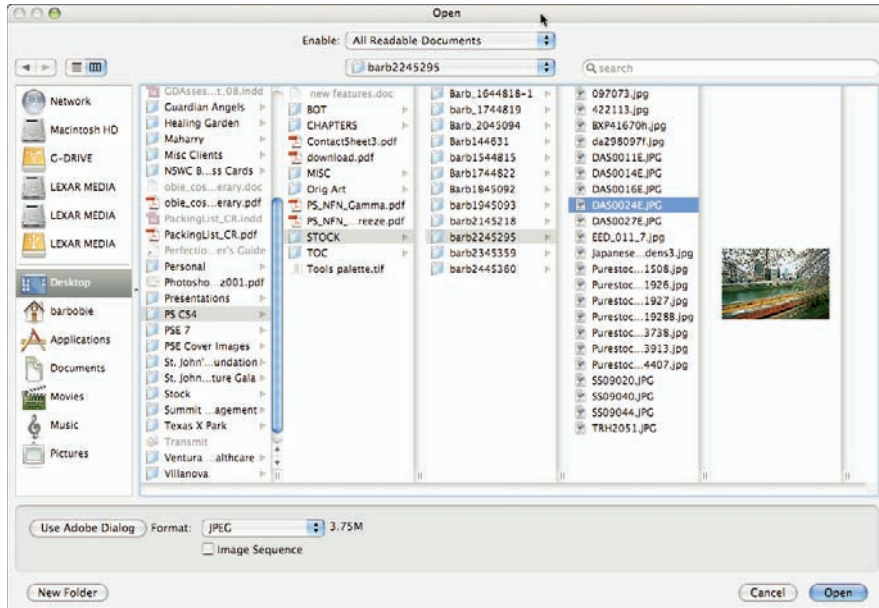 Open
Enable: All Readable Documents
barb2245295
search
Network
Macintosh HD
G-DRIVE
LEXAR MEDIA
LEXAR MEDIA
LEXAR MEDIA
Desktop
barbobie
Applications
Documents
Movies
Music
Pictures
GDAsses...t_08.indd
Guardian Angels
Healing Garden
Maharry
Misc Clients
NSWC B...ss Cards
obie_cos...erary.doc
obie_cos...erary.pdf
PackingList_CR.indd
PackingList_CR.pdf
Perfectio...er's Guide
Personal
Photosho...z001.pdf
Presentations
PS CS4
PSE 7
PSE Cover Images
St. John'...undation
St. John...ture Gala
Stock
Summit ...agement
Texas X Park
Transmit
Ventura ...althcare
Villanova
new features.doc
BOT
CHAPTERS
ContactSheet3.pdf
download.pdf
MISC
Orig Art
PS_NFN_Gamma.pdf
PS_NFN_...reeze.pdf
STOCK
TOC
Tools palette.tif
Barb_1644818-1
barb_1744819
Barb_2045094
Barb144631
barb1544815
barb1744822
Barb1845092
barb1945093
barb2145218
barb2245295
barb2345359
barb2445360
097073.jpg
422113.jpg
BXP41670h.jpg
da298097f.jpg
DAS0011E.JPG
DAS0014E.JPG
DAS0016E.JPG
DAS0024E.JPG
DAS0027E.JPG
EED_011_7.jpg
Japanese...dens3.jpg
Purestoc...1508.jpg
Purestoc...1926.jpg
Purestoc...1927.jpg
Purestoc...1928B.jpg
Purestoc...3738.jpg
Purestoc...3913.jpg
Purestoc...4407.jpg
SS09020.JPG
SS09040.JPG
SS09044.JPG
TRH2051.JPG
Use Adobe Dialog Format: JPEG 3.75M
Image Sequence
New Folder Cancel Open